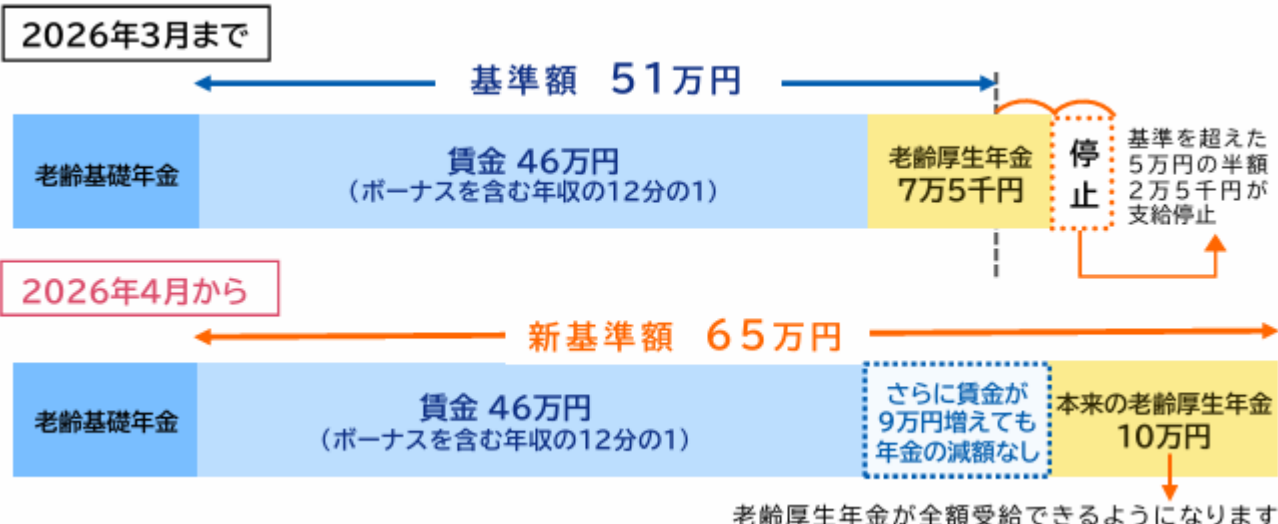 2026年3月まで
基準額 51万円
老齢基礎年金
賃金 46万円
（ボーナスを含む年収の12分の1）
老齢厚生年金
7万5千円
停
止
基準を超えた
5万円の半額
2万5千円が
支給停止
2026年4月から
新基準額 65万円
老齢基礎年金
賃金 46万円
（ボーナスを含む年収の12分の1）
さらに賃金が
9万円増えても
年金の減額なし
本来の老齢厚生年金
10万円
老齢厚生年金が全額受給できるようになります